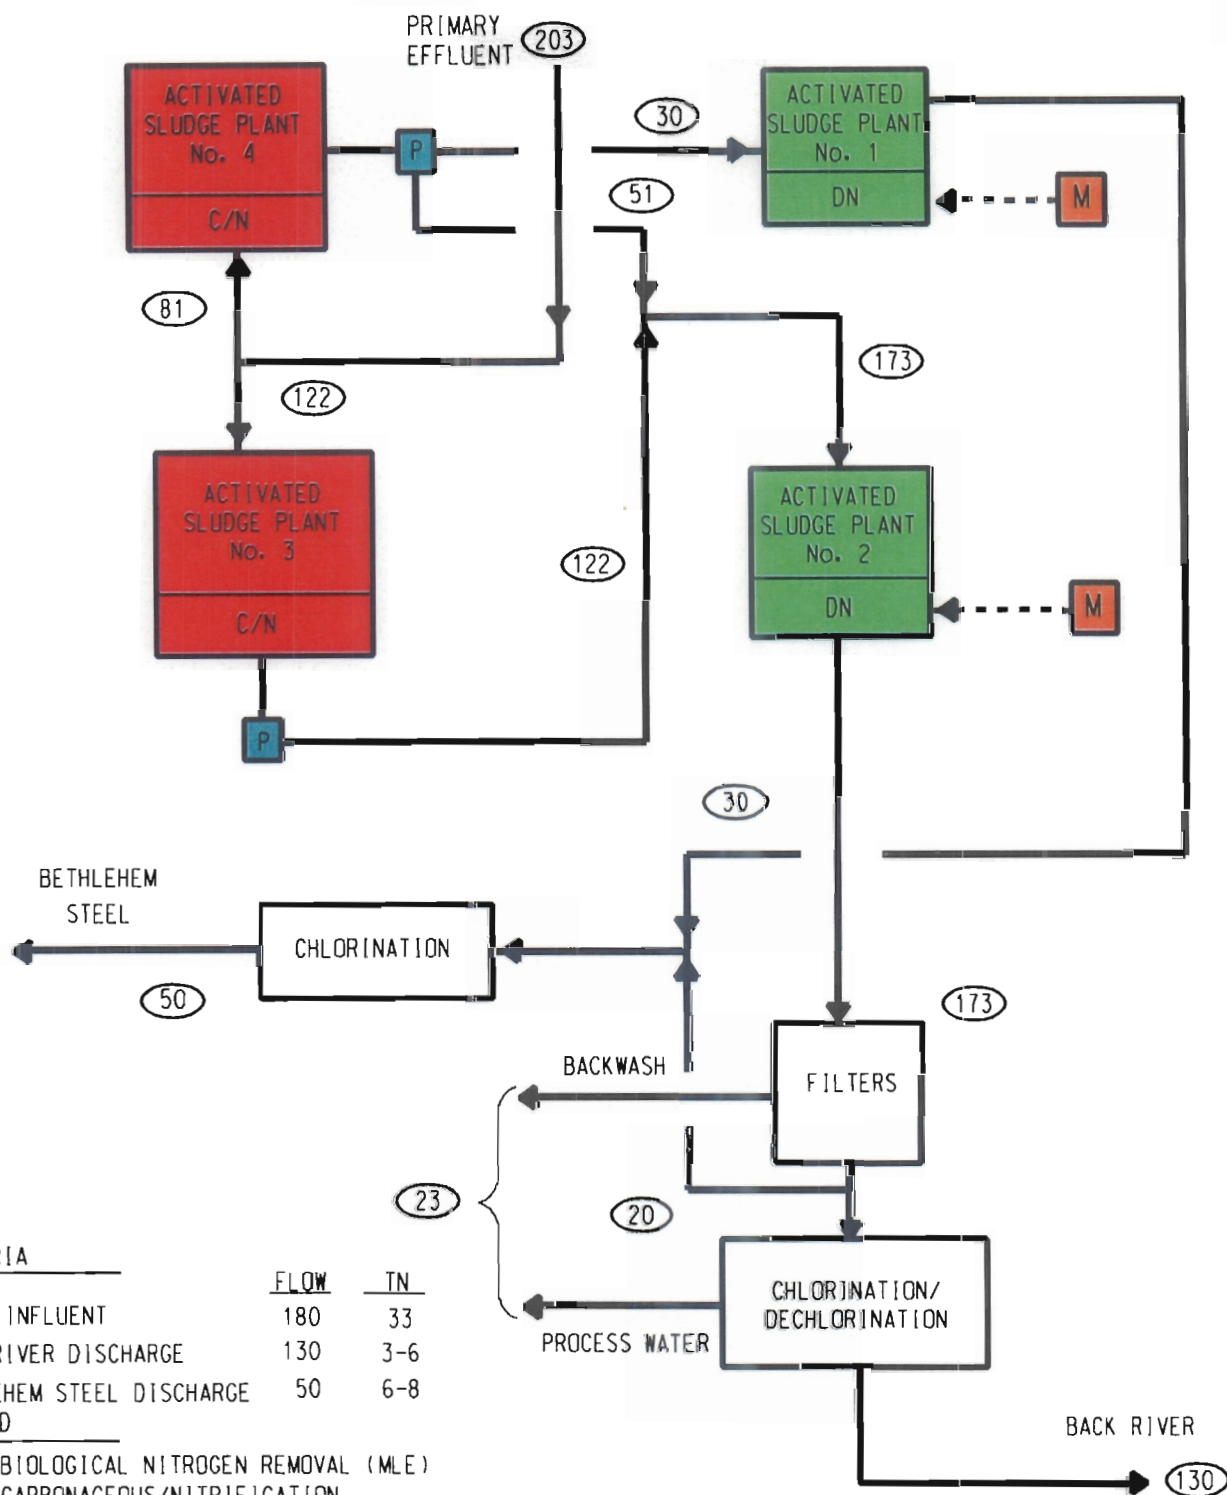 PRIMARY
EFFLUENT
203
ACTIVATED
SLUDGE PLANT
No. 4
C/N
P
30
51
ACTIVATED
SLUDGE PLANT
No. 1
DN
M
81
122
173
ACTIVATED
SLUDGE PLANT
No. 3
C/N
P
122
ACTIVATED
SLUDGE PLANT
No. 2
DN
M
30
BETHLEHEM
STEEL
CHLORINATION
50
173
BACKWASH
FILTERS
23
20
CHLORINATION/
DECHLORINATION
PROCESS WATER
BACK RIVER
130
RIA
FLOW TN
INFLUENT 180 33
RIVER DISCHARGE 130 3-6
HEM STEEL DISCHARGE 50 6-8
D
BIOLOGICAL NITROGEN REMOVAL (MLE)